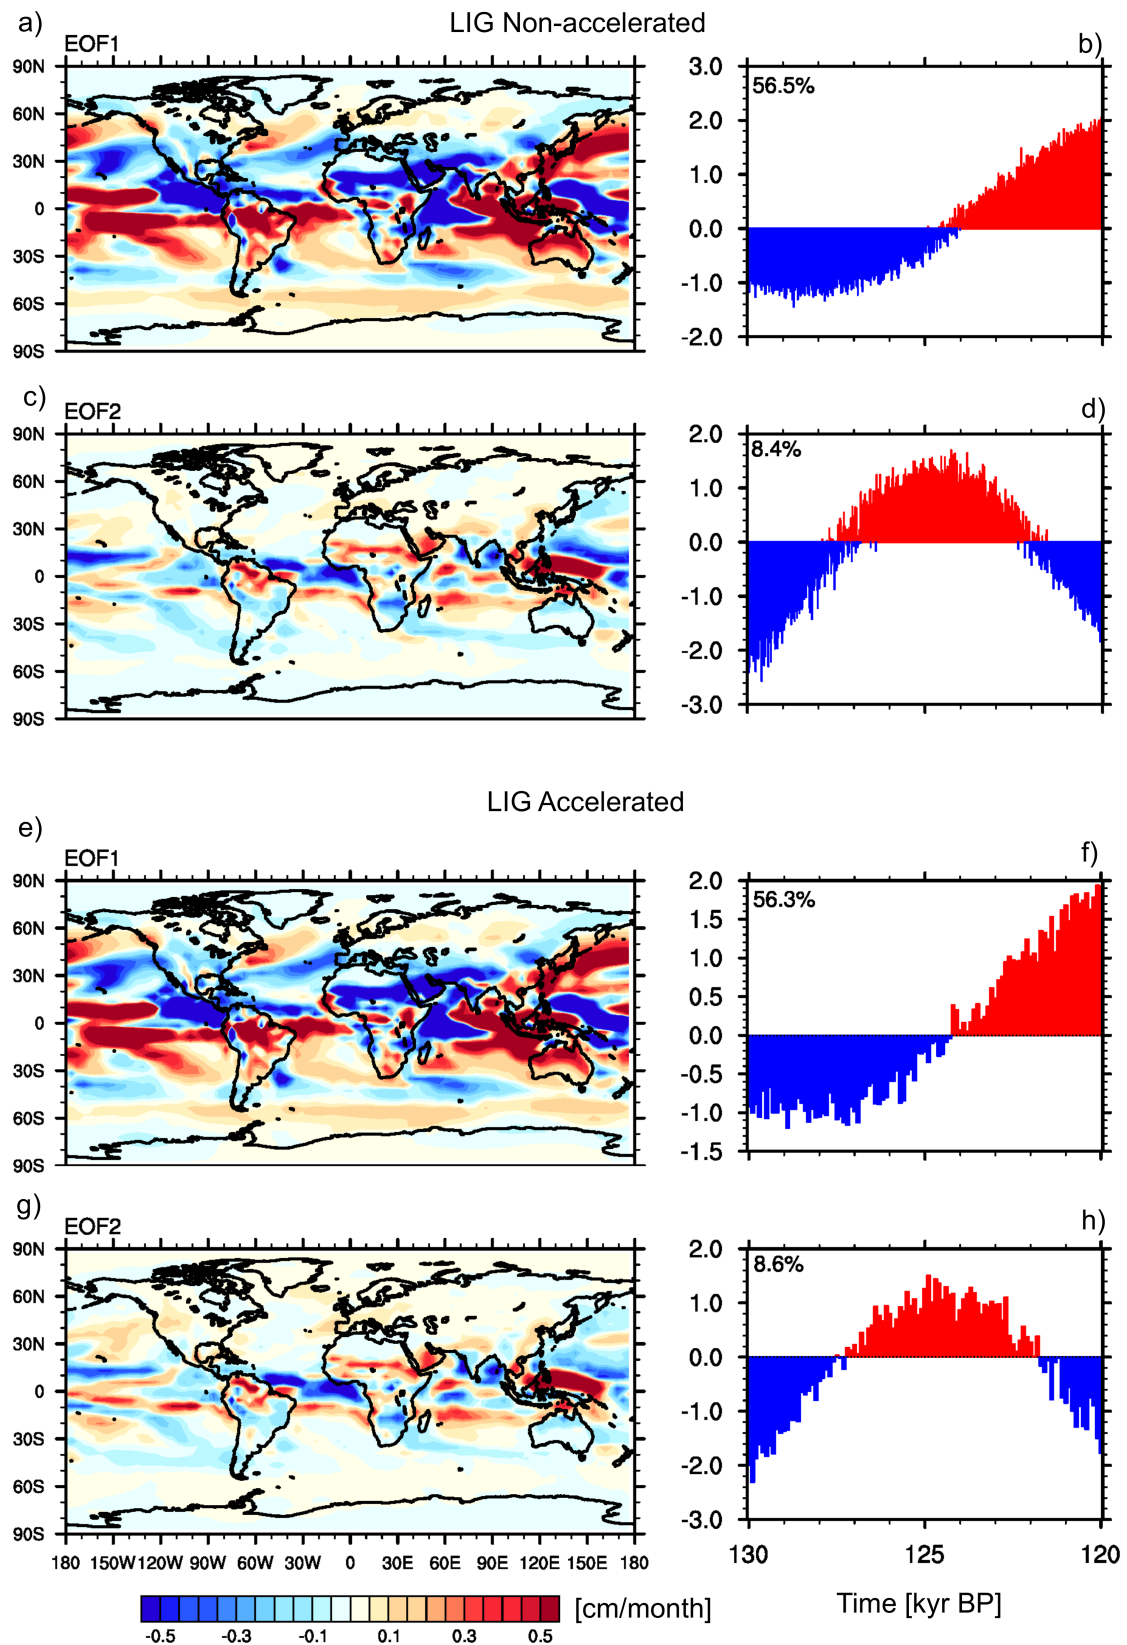 LIG Non-accelerated
a)
EOF1
90N
60N
30N
0
30S
60S
90S
b)
56.5%
3.0
2.0
1.0
0.0
-1.0
-2.0
c)
EOF2
90N
60N
30N
0
30S
60S
90S
d)
8.4%
2.0
1.0
0.0
-1.0
-2.0
-3.0
LIG Accelerated
e)
EOF1
90N
60N
30N
0
30S
60S
90S
f)
56.3%
2.0
1.5
1.0
0.5
0.0
-0.5
-1.0
-1.5
g)
EOF2
90N
60N
30N
0
30S
60S
90S
180 150W 120W 90W 60W 30W 0 30E 60E 90E 120E 150E 180
h)
8.6%
2.0
1.0
0.0
-1.0
-2.0
-3.0
130 125 120
Time [kyr BP]
[cm/month]
-0.5 -0.3 -0.1 0.1 0.3 0.5